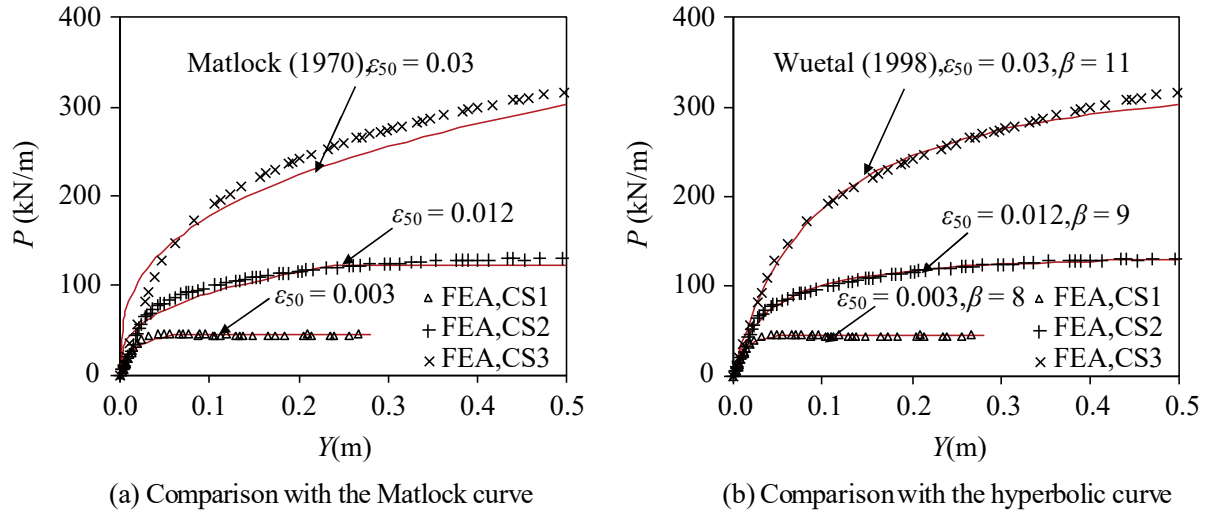 400
300
200
100
0
P (kN/m)
Matlock (1970),ε50 = 0.03
ε50 = 0.012
ε50 = 0.003
FEA,CS1
FEA,CS2
FEA,CS3
0.0 0.1 0.2 0.3 0.4 0.5
Y(m)
(a) Comparison with the Matlock curve
400
300
200
100
0
P (kN/m)
Wuetal (1998),ε50 = 0.03,β = 11
ε50 = 0.012,β = 9
ε50 = 0.003,β = 8
FEA,CS1
FEA,CS2
FEA,CS3
0.0 0.1 0.2 0.3 0.4 0.5
Y(m)
(b) Comparison with the hyperbolic curve